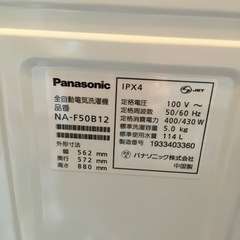 Panasonic
全自動電気洗濯機
品番
NA-F50B12
外形寸法
幅 562 mm
奥行 572 mm
高さ 880 mm
IPX4
JET
定格電圧 100 V～
定格周波数 50/60 Hz
定格消費電力 400/430 W
標準洗濯容量 5.0 kg
標準使用水量 114 L
製造番号 1933403360
パナソニック株式会社
中国製